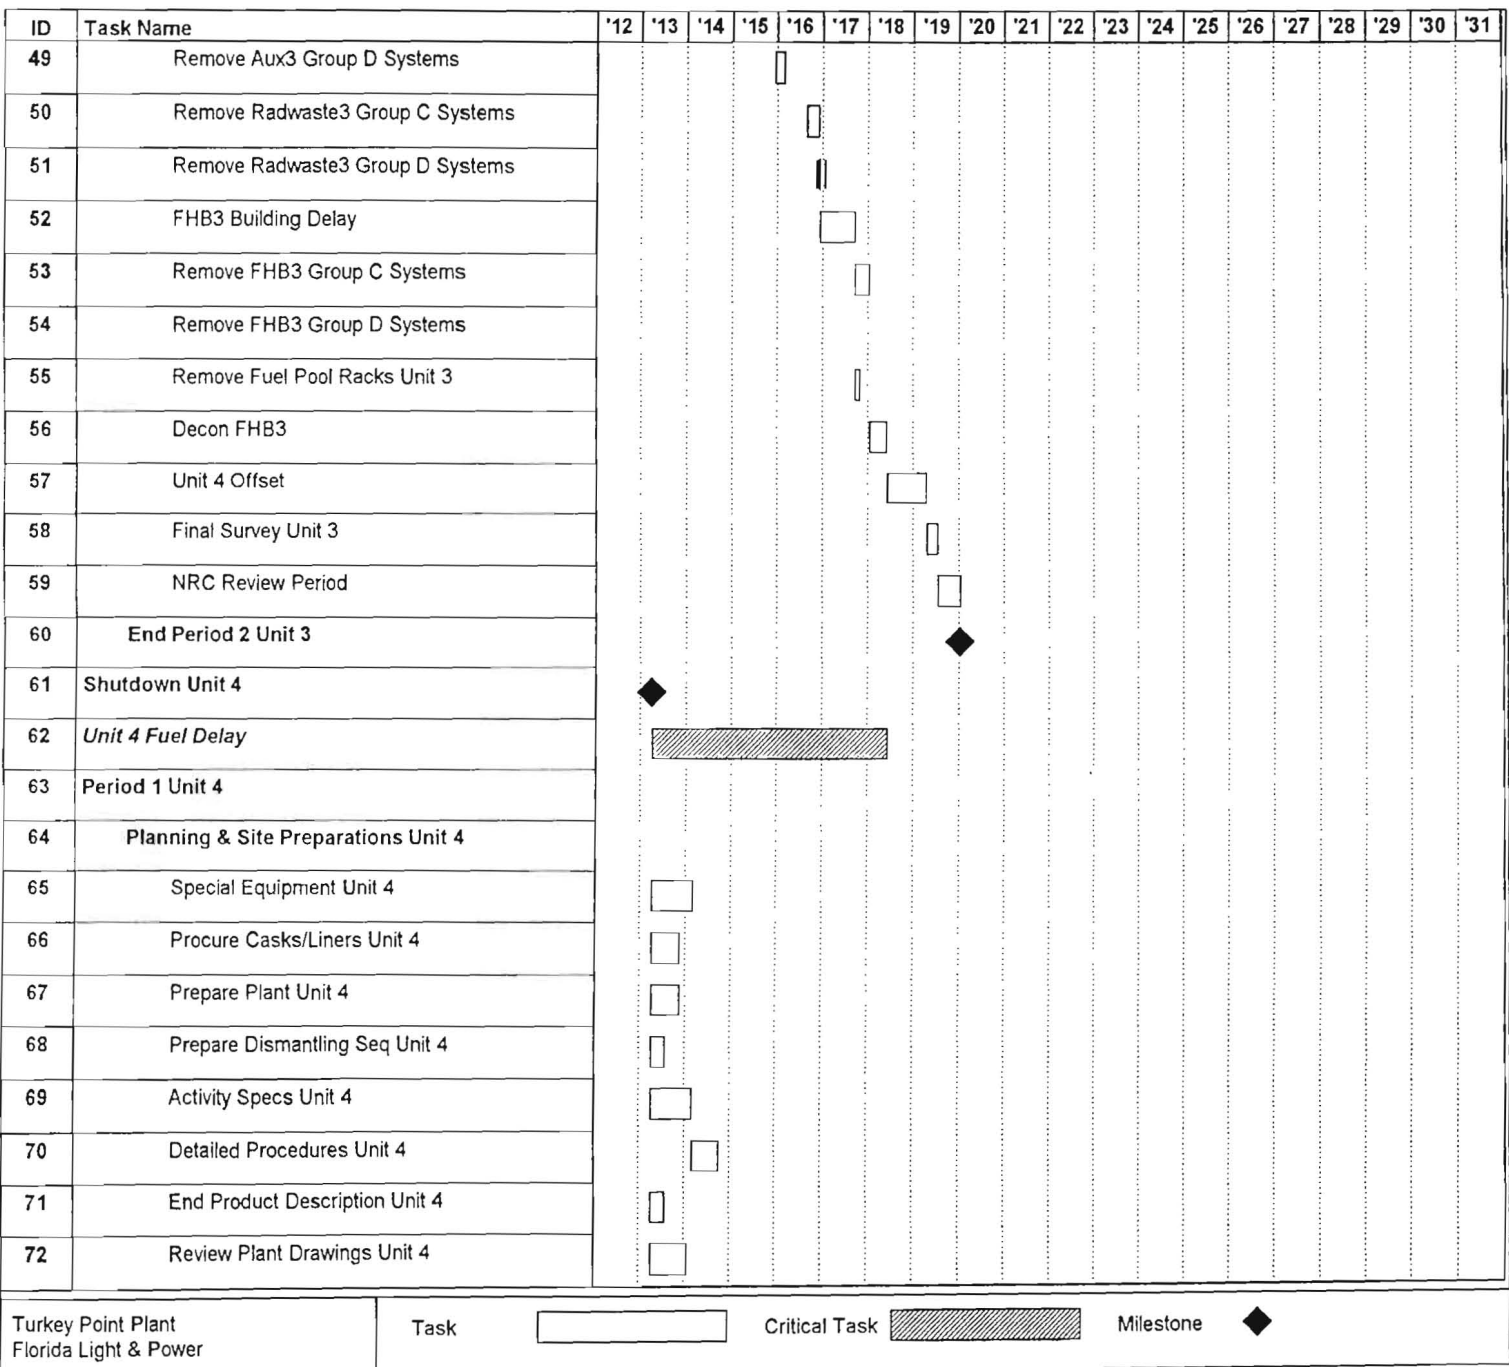 ID Task Name '12 '13 '14 '15 '16 '17 '18 '19 '20 '21 '22 '23 '24 '25 '26 '27 '28 '29 '30 '31
49 Remove Aux3 Group D Systems
50 Remove Radwaste3 Group C Systems
51 Remove Radwaste3 Group D Systems
52 FHB3 Building Delay
53 Remove FHB3 Group C Systems
54 Remove FHB3 Group D Systems
55 Remove Fuel Pool Racks Unit 3
56 Decon FHB3
57 Unit 4 Offset
58 Final Survey Unit 3
59 NRC Review Period
60 End Period 2 Unit 3
61 Shutdown Unit 4
62 Unit 4 Fuel Delay
63 Period 1 Unit 4
64 Planning & Site Preparations Unit 4
65 Special Equipment Unit 4
66 Procure Casks/Liners Unit 4
67 Prepare Plant Unit 4
68 Prepare Dismantling Seq Unit 4
69 Activity Specs Unit 4
70 Detailed Procedures Unit 4
71 End Product Description Unit 4
72 Review Plant Drawings Unit 4
Turkey Point Plant
Florida Light & Power
Task Critical Task Milestone